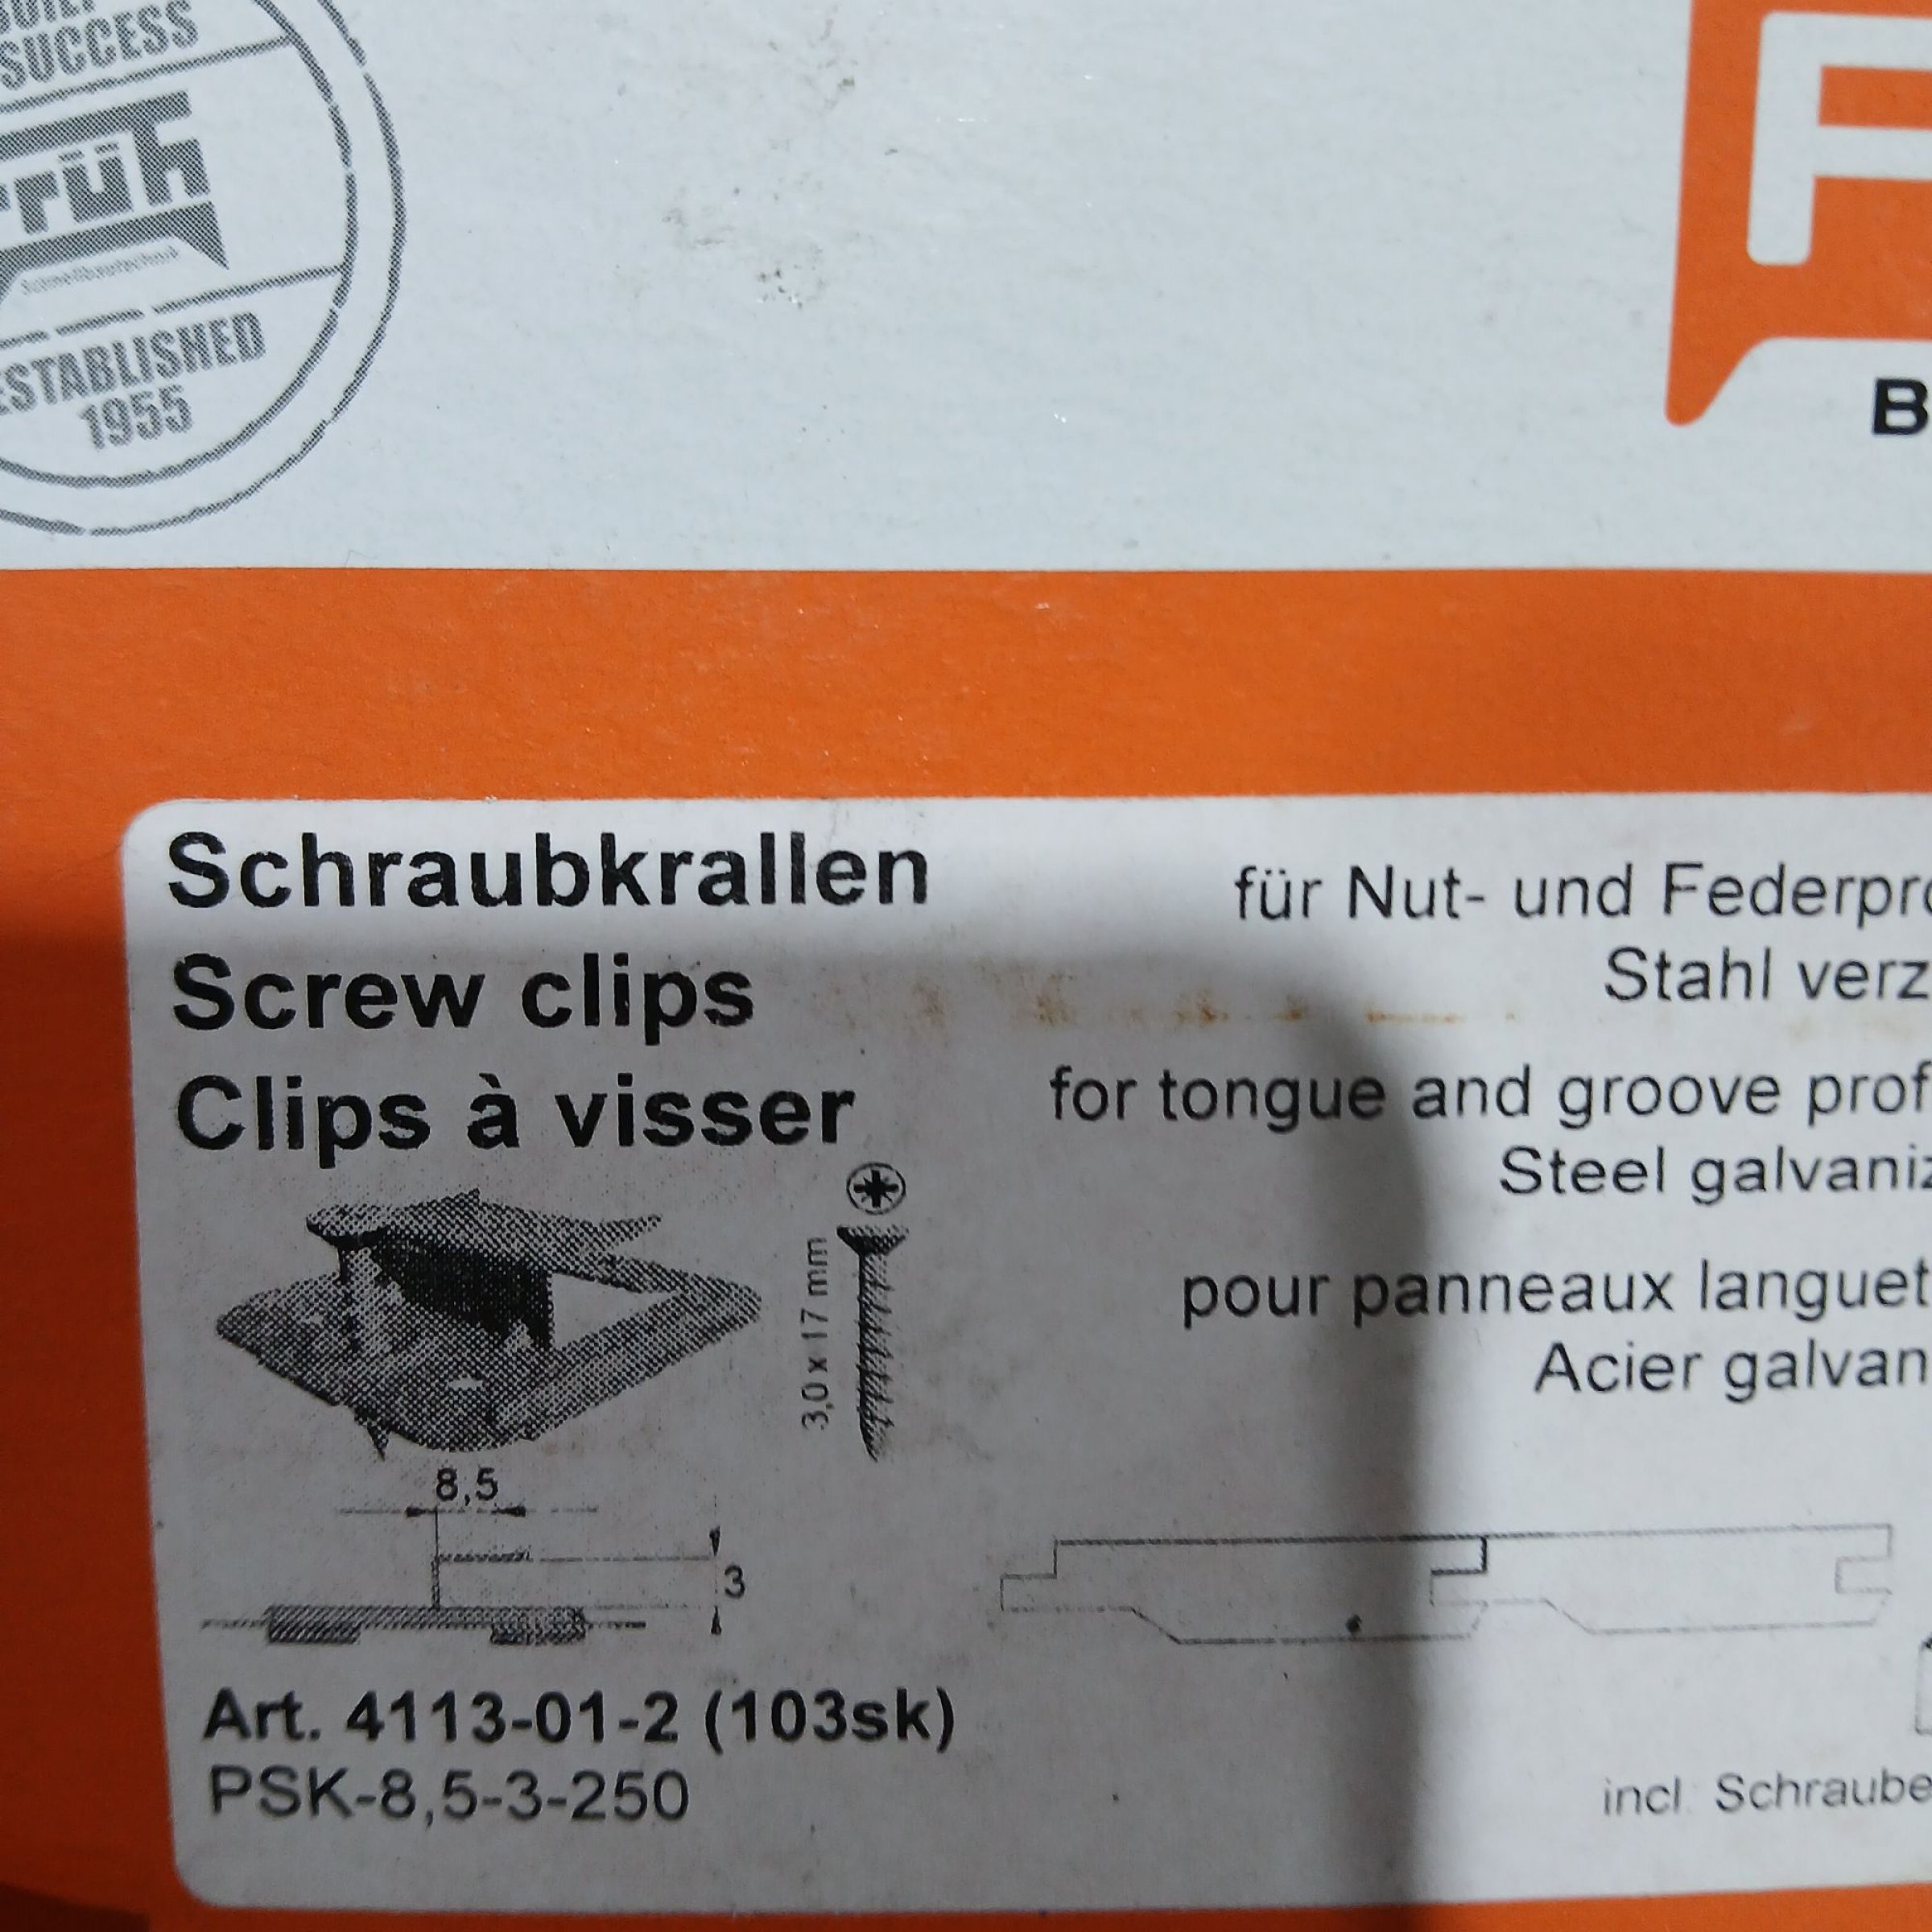 SUCCESS
früh
Schnellbautechnik
ESTABLISHED
1955
B
Schraubkrallen
Screw clips
Clips à visser
für Nut- und Federpro
Stahl verz
for tongue and groove prof
Steel galvaniz
pour panneaux languet
Acier galvan
3,0 x 17 mm
8,5
3
Art. 4113-01-2 (103sk)
PSK-8,5-3-250
incl. Schraube